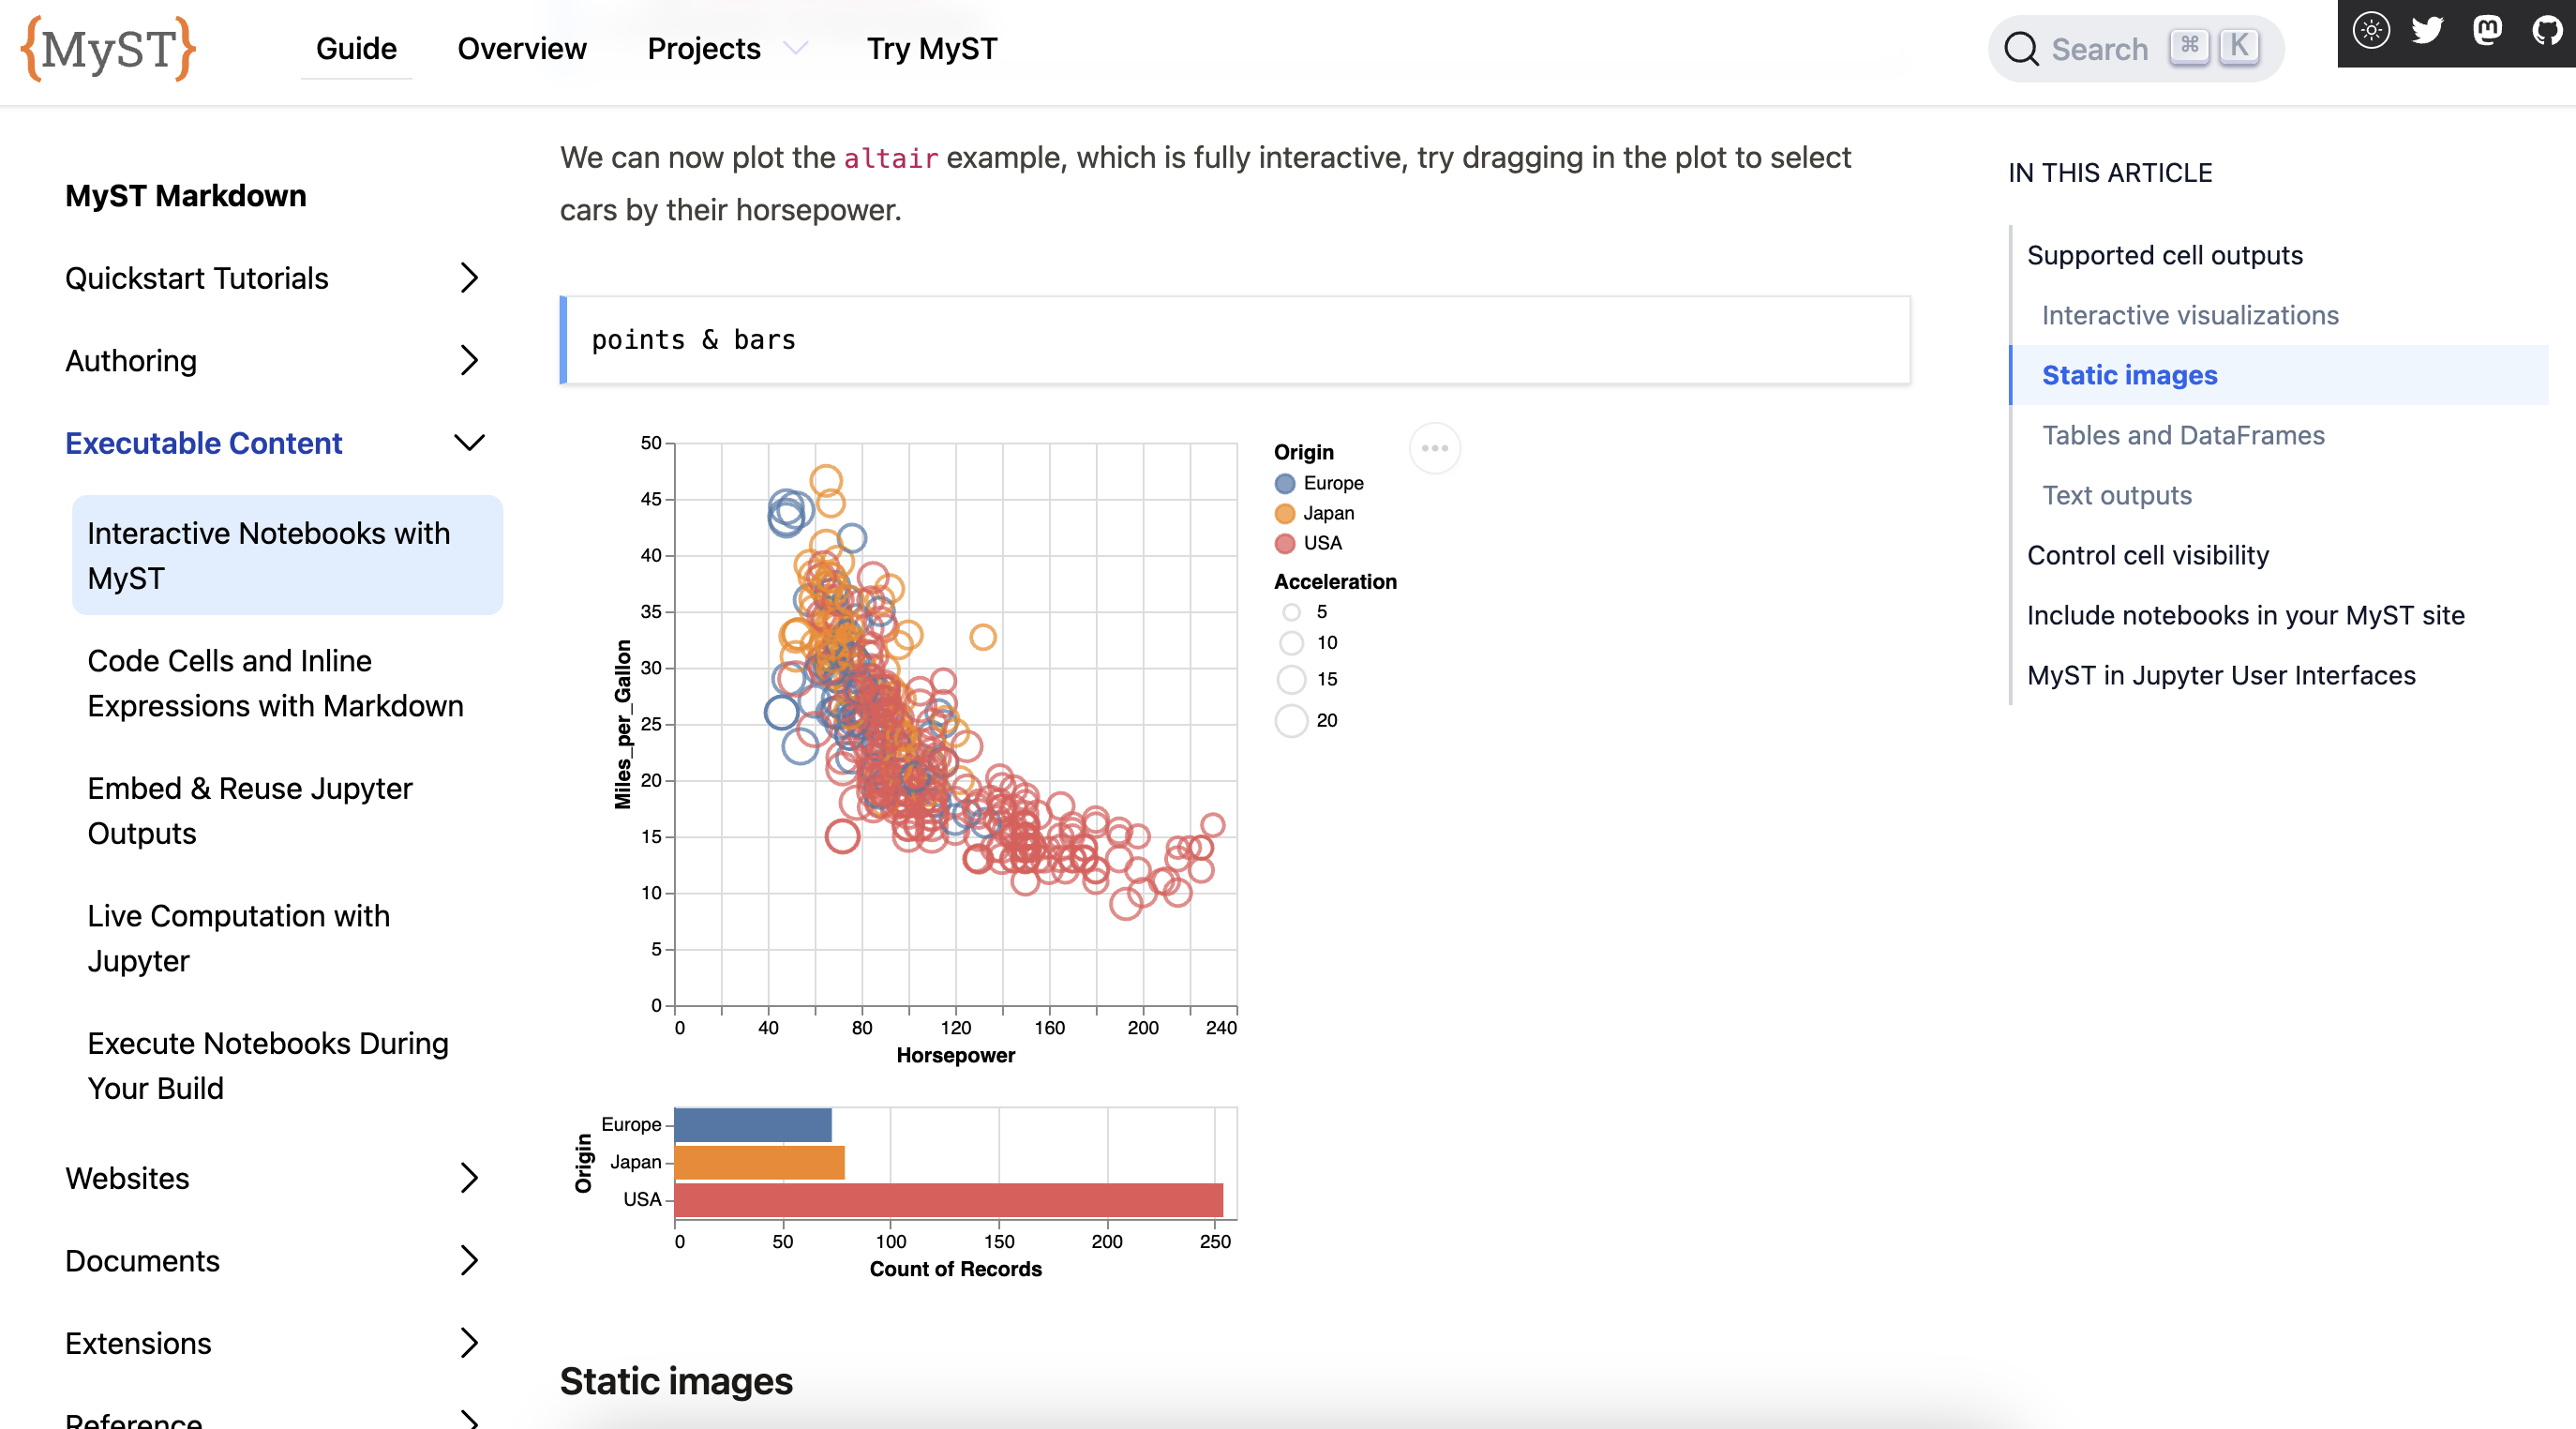 {MyST}
Guide
Overview
Projects
Try MyST
Search
⌘
K
MyST Markdown
Quickstart Tutorials
Authoring
Executable Content
Interactive Notebooks with
MyST
Code Cells and Inline
Expressions with Markdown
Embed & Reuse Jupyter
Outputs
Live Computation with
Jupyter
Execute Notebooks During
Your Build
Websites
Documents
Extensions
Reference
We can now plot the altair example, which is fully interactive, try dragging in the plot to select
cars by their horsepower.
points & bars
50
45
40
35
30
25
20
15
10
5
0
Miles_per_Gallon
0 40 80 120 160 200 240
Horsepower
Origin
Europe
Japan
USA
Acceleration
5
10
15
20
Origin
Europe
Japan
USA
0 50 100 150 200 250
Count of Records
Static images
IN THIS ARTICLE
Supported cell outputs
Interactive visualizations
Static images
Tables and DataFrames
Text outputs
Control cell visibility
Include notebooks in your MyST site
MyST in Jupyter User Interfaces